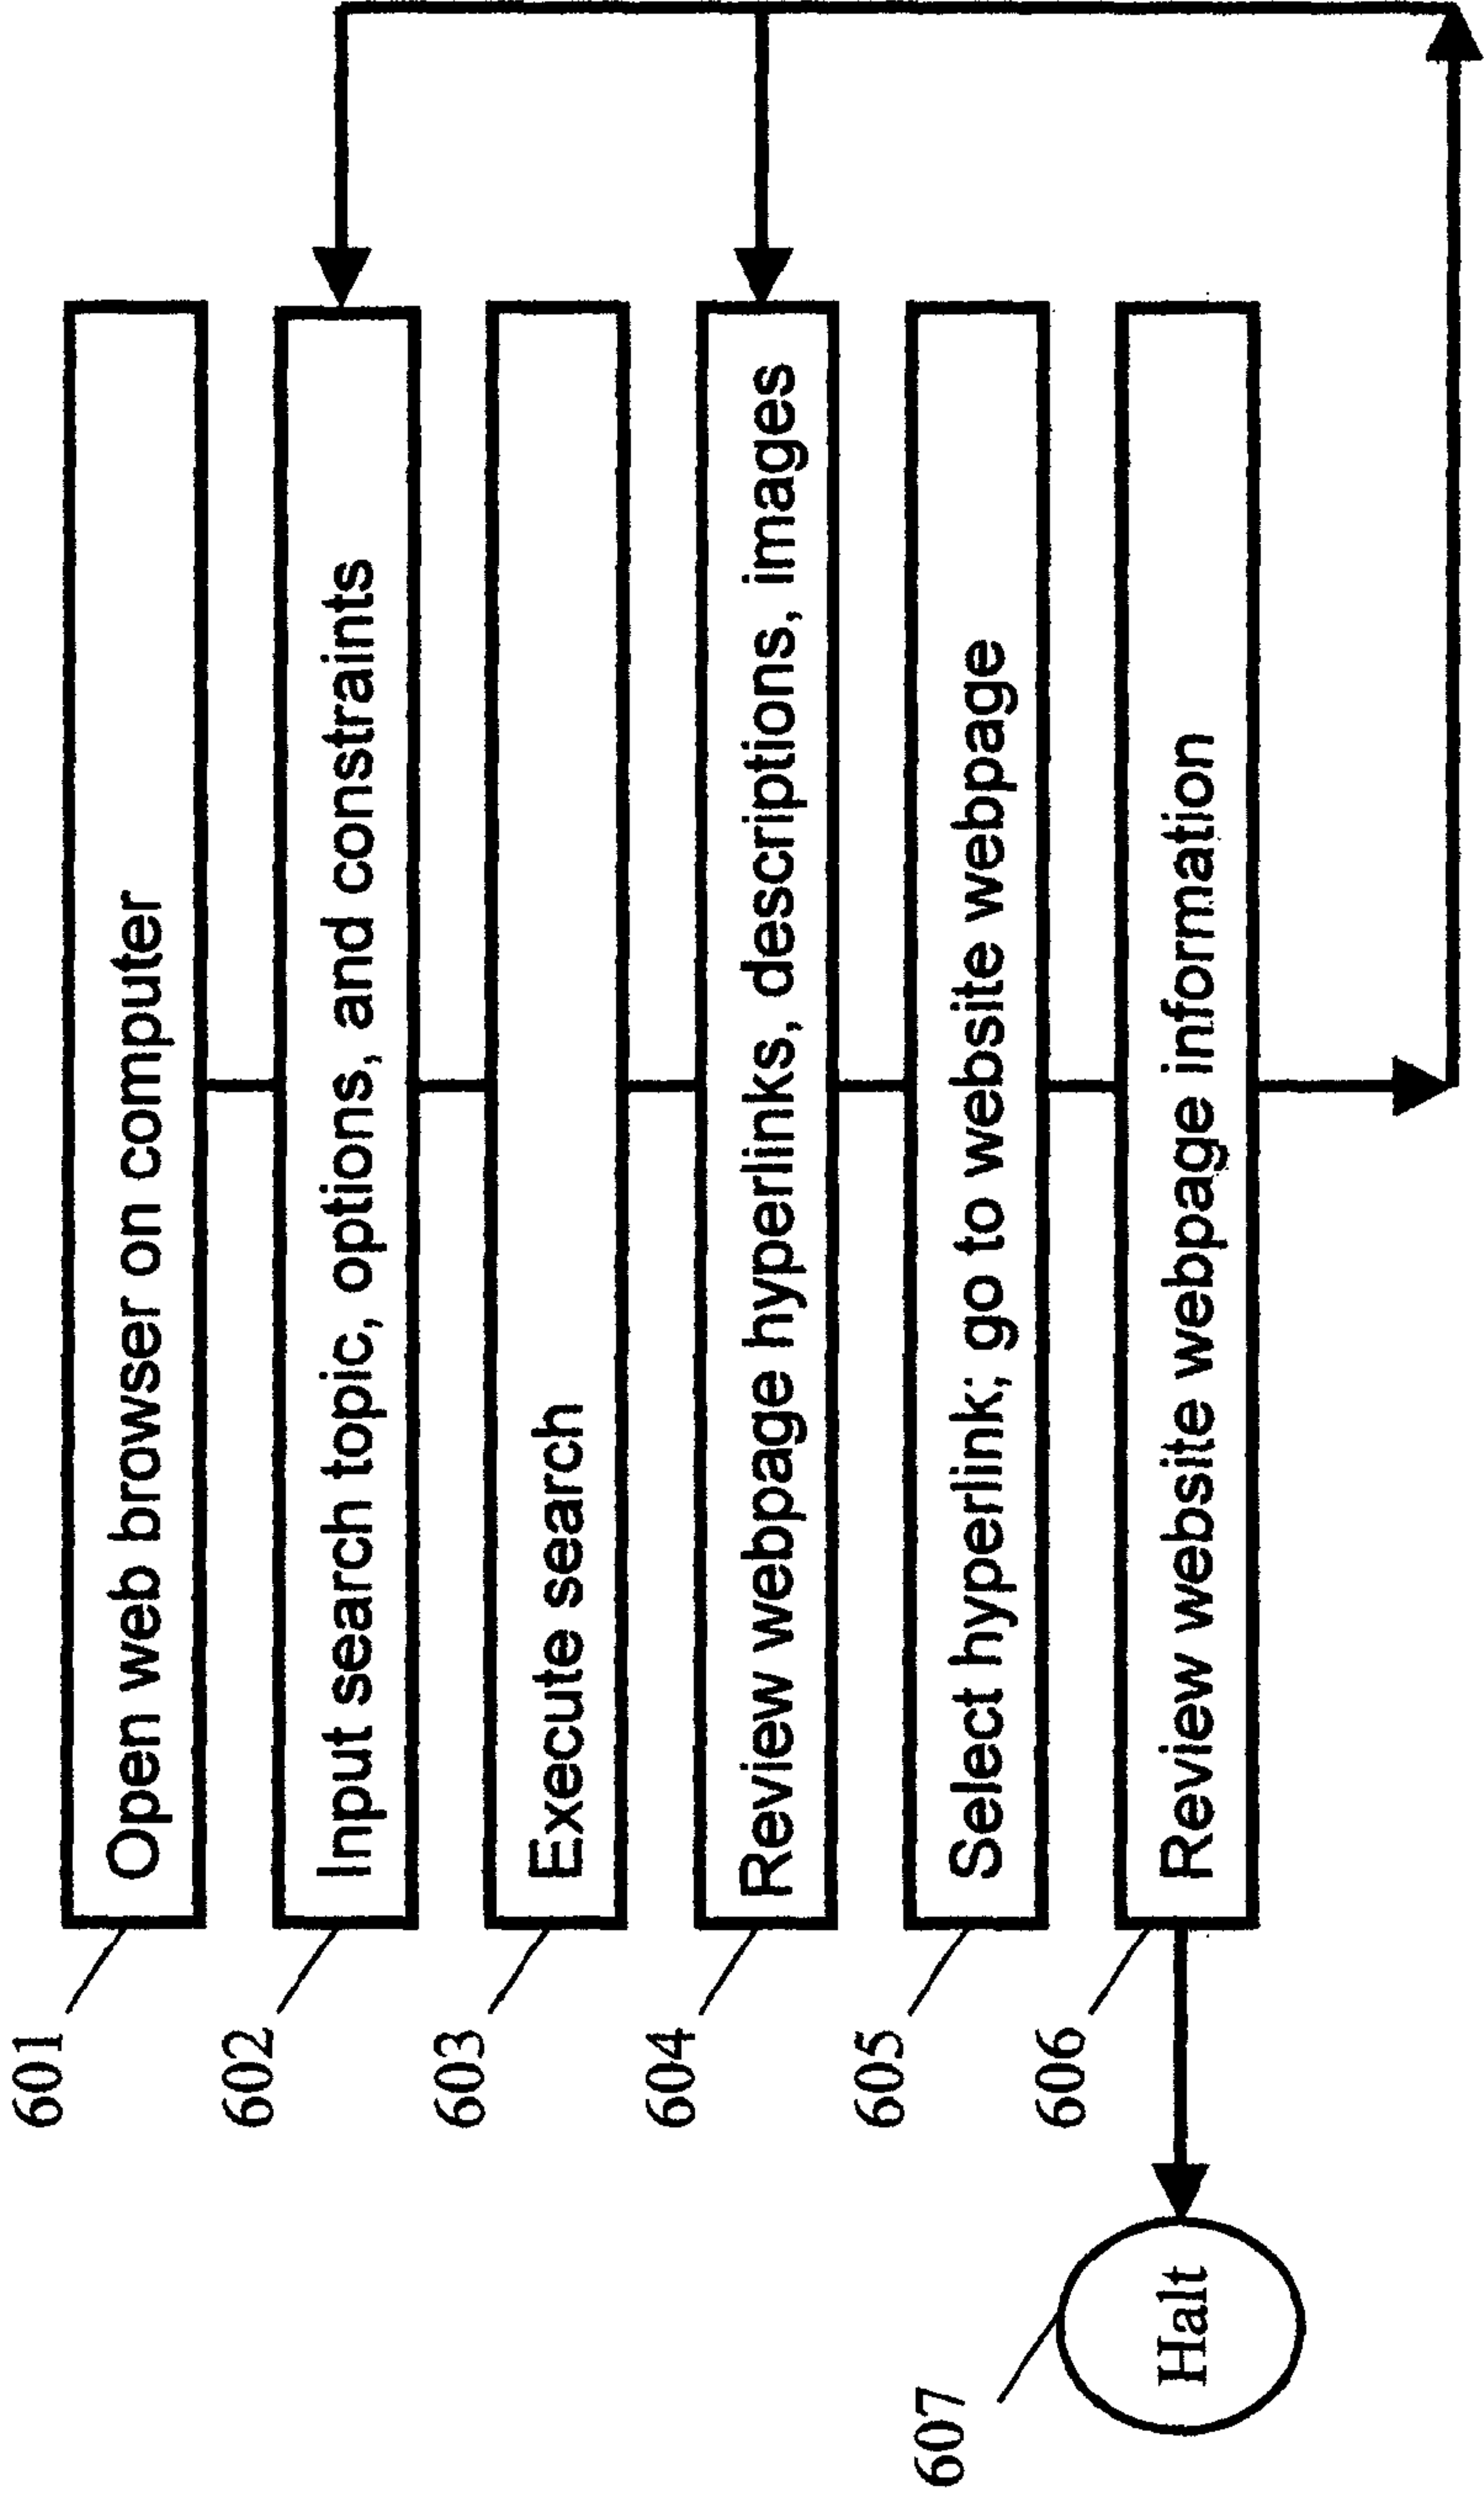 601
Open web browser on computer
602
Input search topic, options, and constraints
603
Execute search
604
Review webpage hyperlinks, descriptions, images
605
Select hyperlink; go to website webpage
606
Review website webpage information
607
Halt